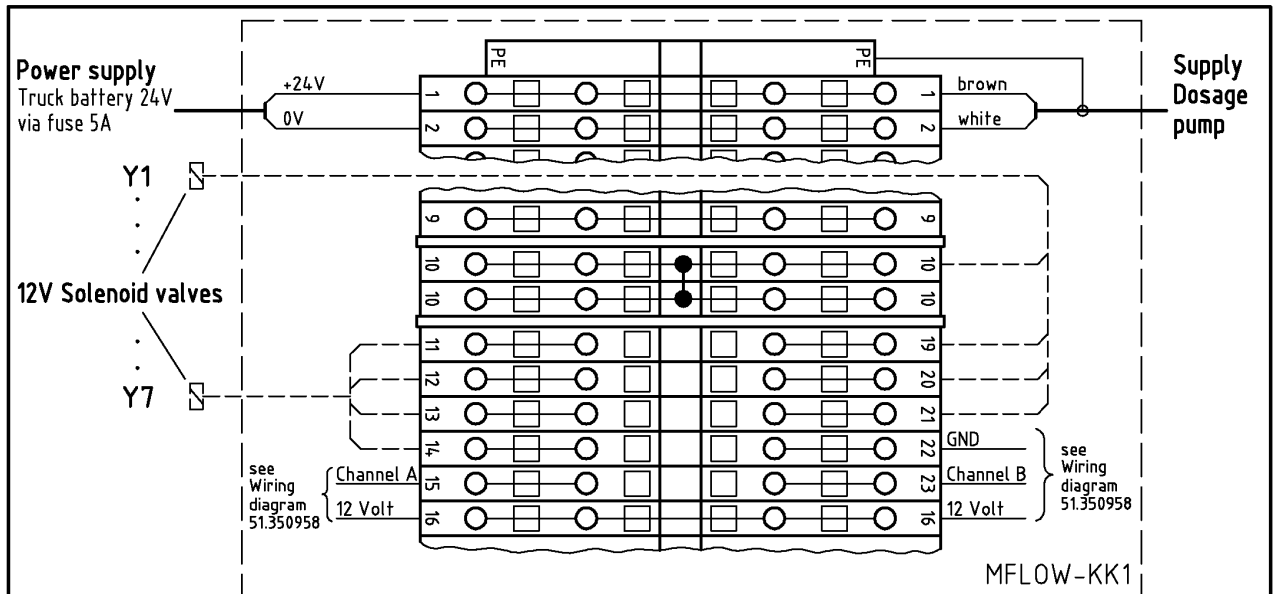 Power supply
Truck battery 24V
via fuse 5A
+24V
0V
PE
PE
1
2
1
2
brown
white
Supply
Dosage
pump
Y1
12V Solenoid valves
Y7
9
9
10
10
10
10
11
19
12
20
13
21
14
22
GND
15
23
Channel A
Channel B
16
16
12 Volt
12 Volt
see
Wiring
diagram
51.350958
see
Wiring
diagram
51.350958
MFLOW-KK1